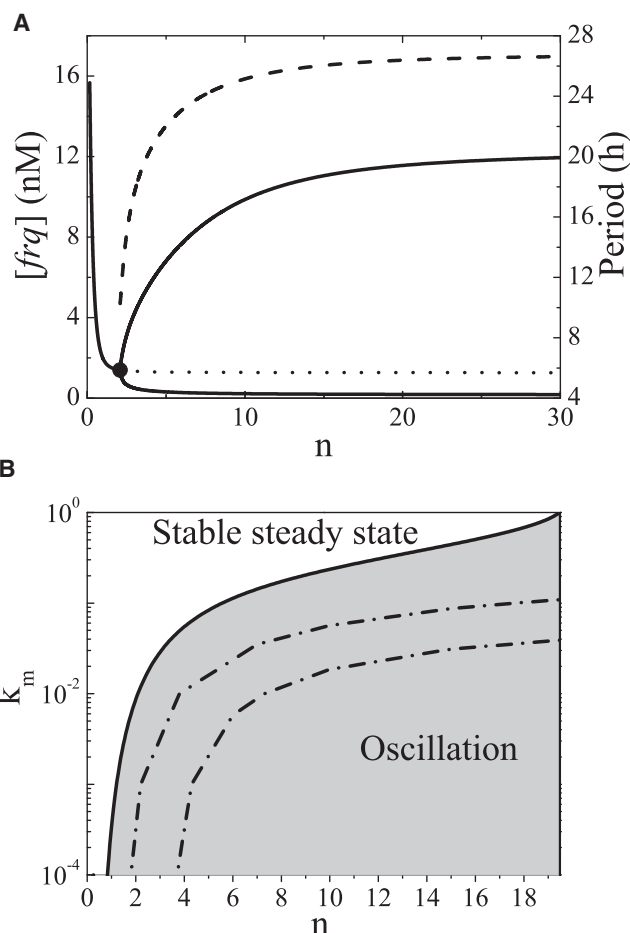 A
[frq] (nM)
16
12
8
4
0
28
24
20
16
12
8
4
Period (h)
0 10 20 30
n
B
Stable steady state
Oscillation
k_m
10^0
10^-2
10^-4
0 2 4 6 8 10 12 14 16 18
n